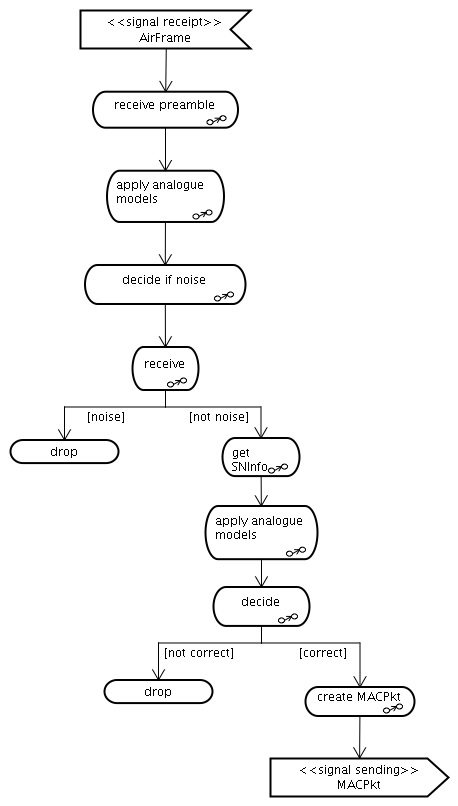 <<signal receipt>>
AirFrame
receive preamble
apply analogue
models
decide if noise
receive
[noise]
[not noise]
drop
get
SNInfo
apply analogue
models
decide
[not correct]
[correct]
drop
create MACPkt
<<signal sending>>
MACPkt